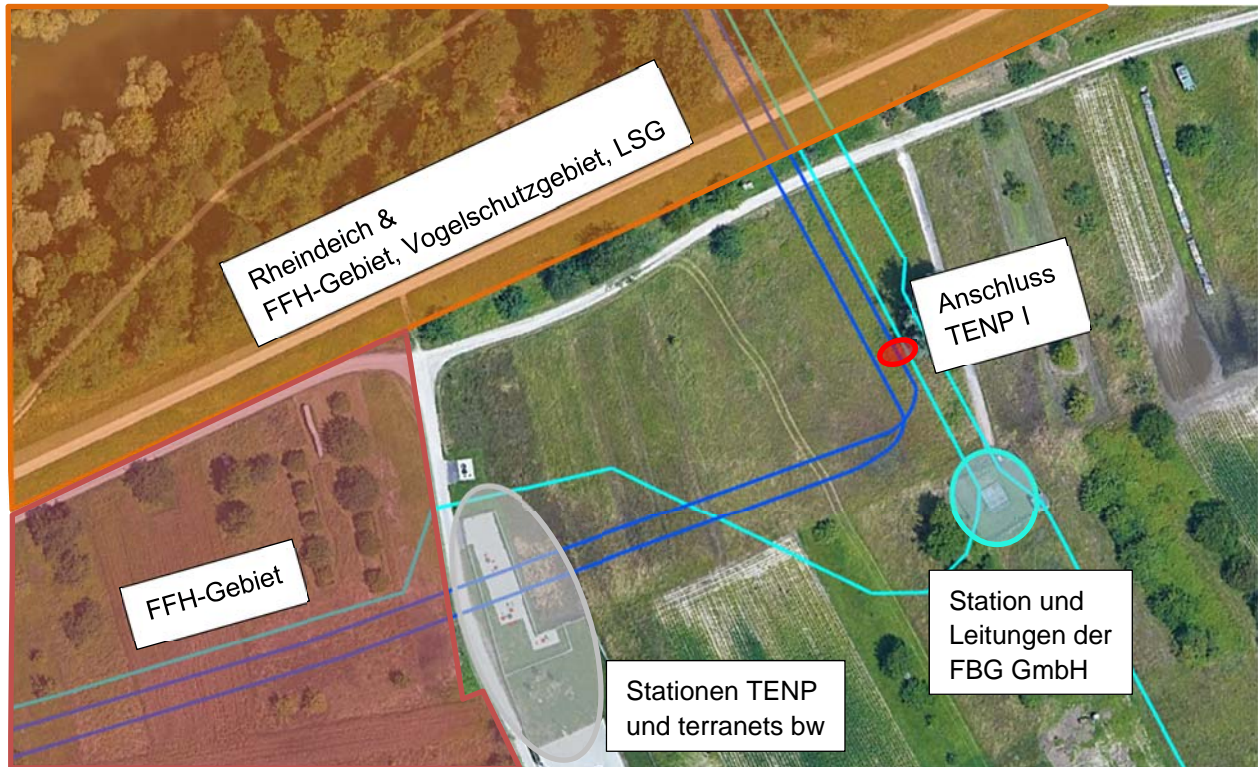 Rheindeich &
FFH-Gebiet, Vogelschutzgebiet, LSG
Anschluss
TENP I
FFH-Gebiet
Station und
Leitungen der
FBG GmbH
Stationen TENP
und terranets bw